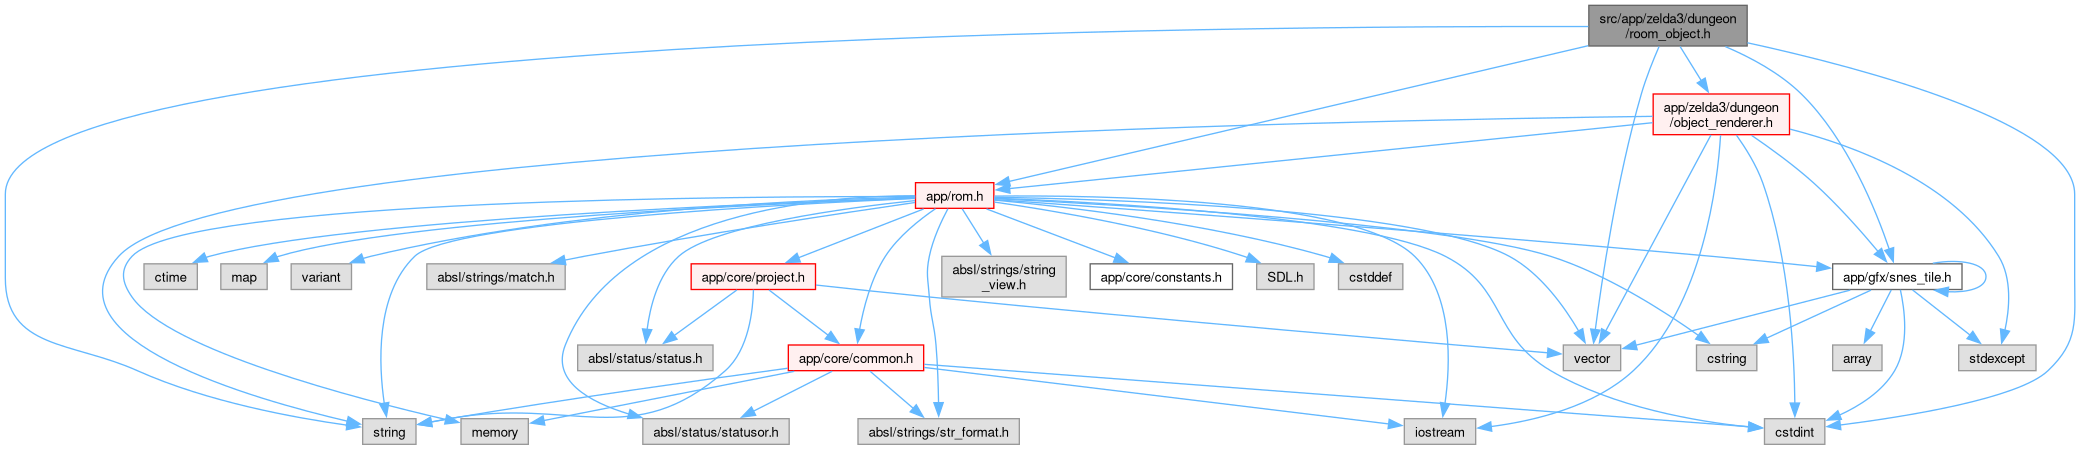 src/app/zelda3/dungeon
/room_object.h
app/zelda3/dungeon
/object_renderer.h
app/rom.h
ctime
map
variant
absl/strings/match.h
app/core/project.h
absl/strings/string
_view.h
app/core/constants.h
SDL.h
cstddef
app/gfx/snes_tile.h
absl/status/status.h
app/core/common.h
vector
cstring
array
stdexcept
string
memory
absl/status/statusor.h
absl/strings/str_format.h
iostream
cstdint